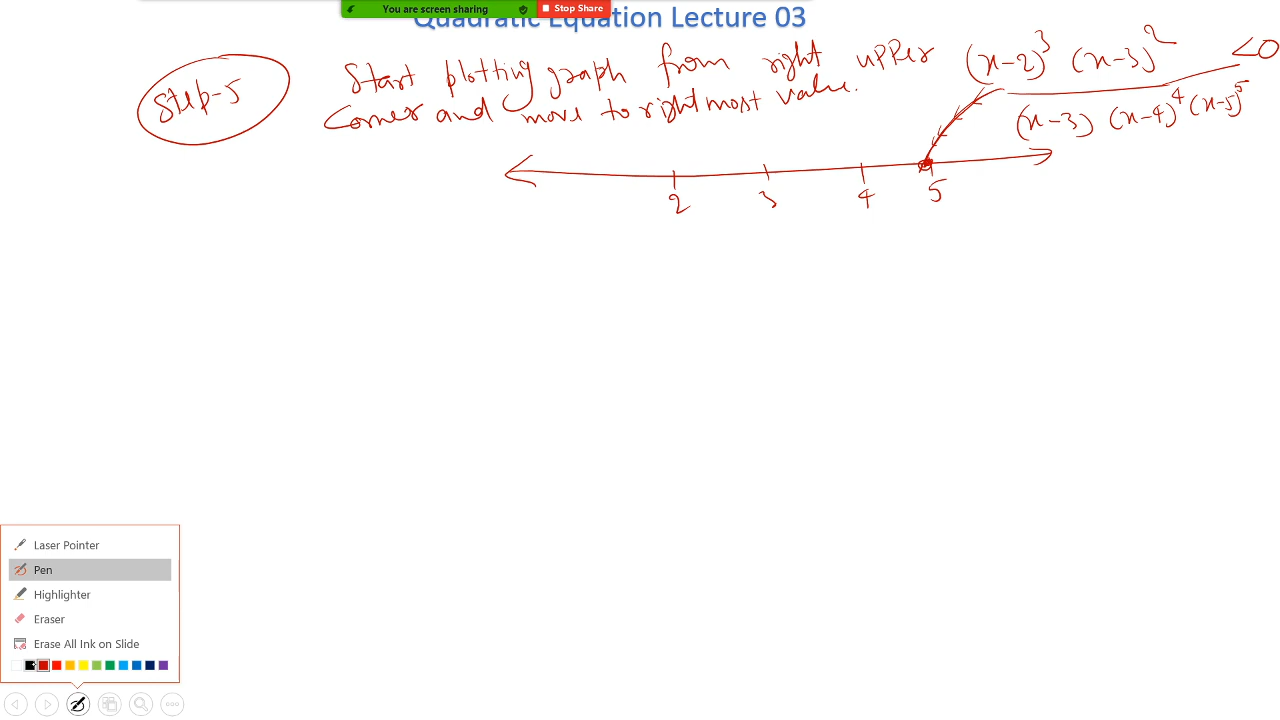 You are screen sharing
Stop Share
Quadratic Equation Lecture 03
Step-5
Start plotting graph from right upper
Corner and move to rightmost value.
(x-2)³ (x-3)² <0
(x-3) (x-4)⁴ (x-5)⁵
2 3 4 5
Laser Pointer
Pen
Highlighter
Eraser
Erase All Ink on Slide